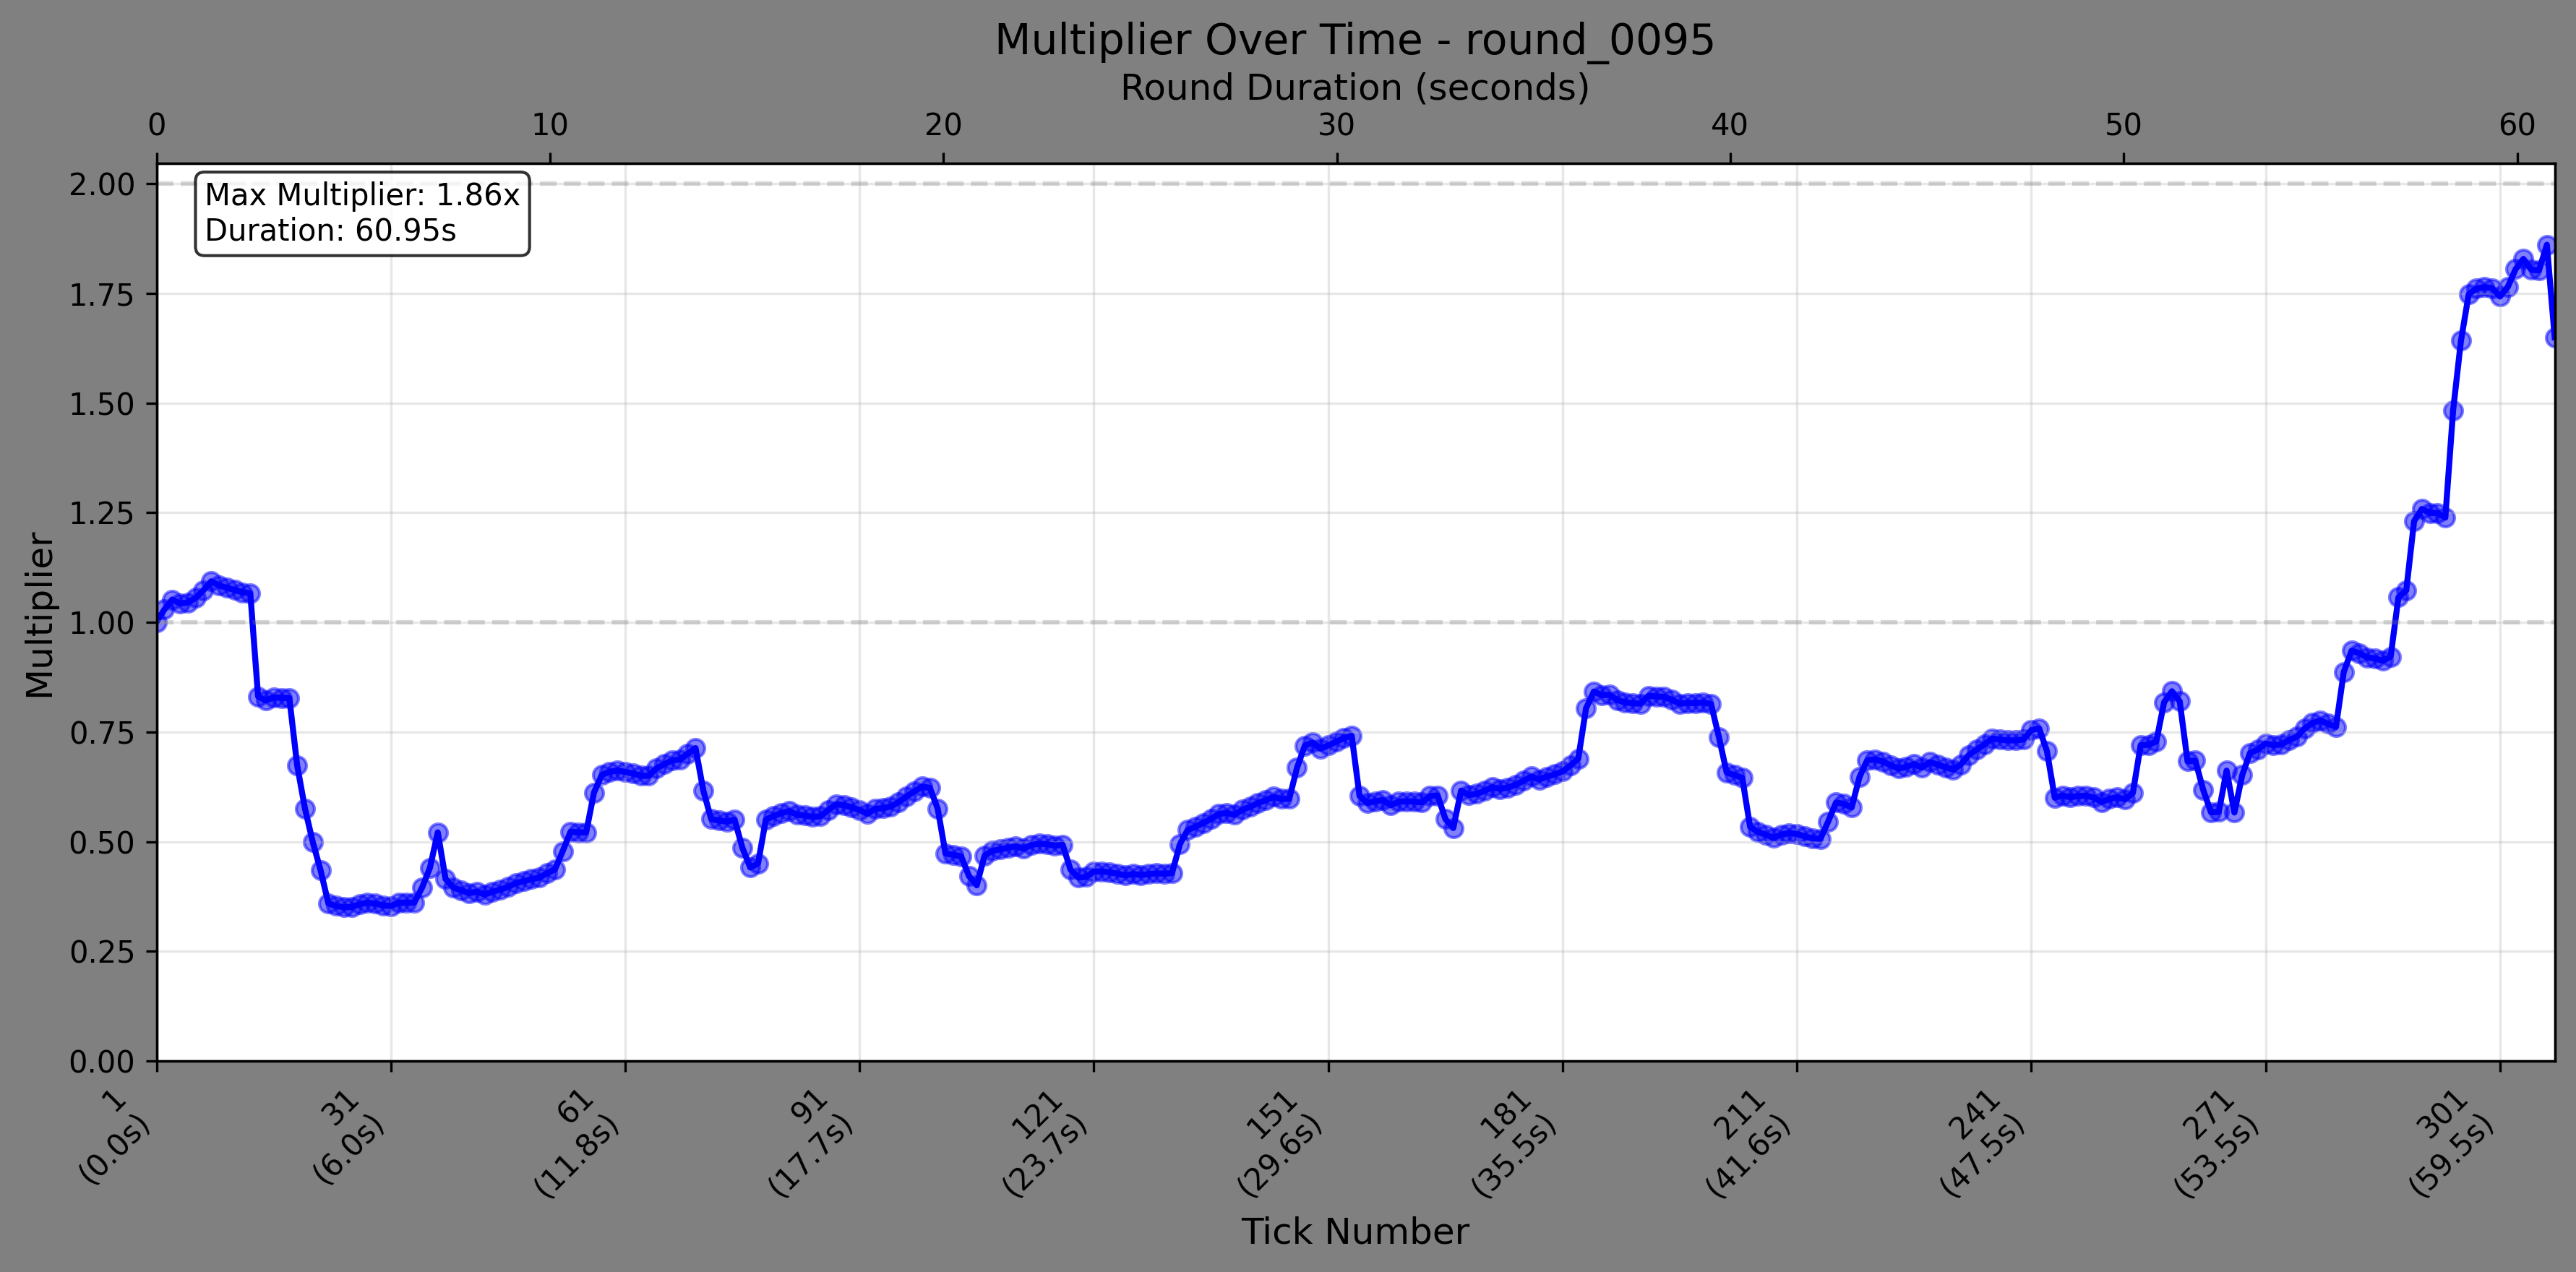 Multiplier Over Time - round_0095
Round Duration (seconds)
0 10 20 30 40 50 60
Max Multiplier: 1.86x
Duration: 60.95s
2.00
1.75
1.50
1.25
1.00
0.75
0.50
0.25
0.00
Multiplier
1 31 61 91 121 151 181 211 241 271 301
(0.0s) (6.0s) (11.8s) (17.7s) (23.7s) (29.6s) (35.5s) (41.6s) (47.5s) (53.5s) (59.5s)
Tick Number